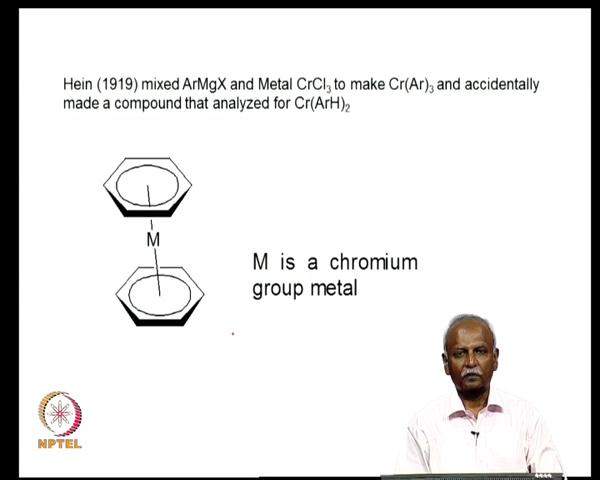 Hein (1919) mixed ArMgX and Metal CrCl3 to make Cr(Ar)3 and accidentally
made a compound that analyzed for Cr(ArH)2
M
M is a chromium
group metal
NPTEL